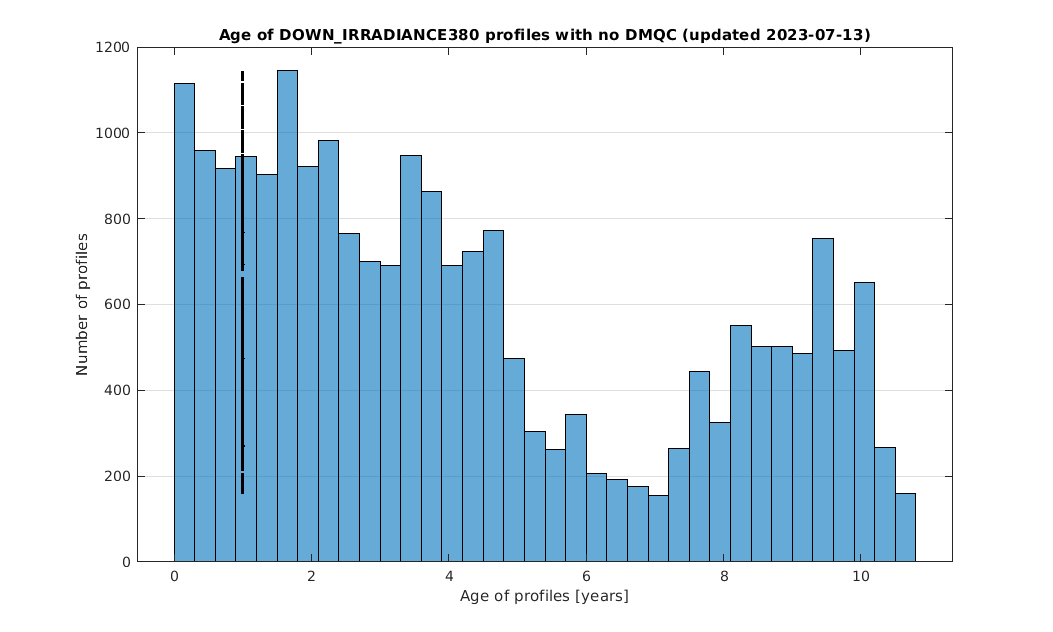 Age of DOWN_IRRADIANCE380 profiles with no DMQC (updated 2023-07-13)
1200
1000
800
600
400
200
0
Number of profiles
0 2 4 6 8 10
Age of profiles [years]